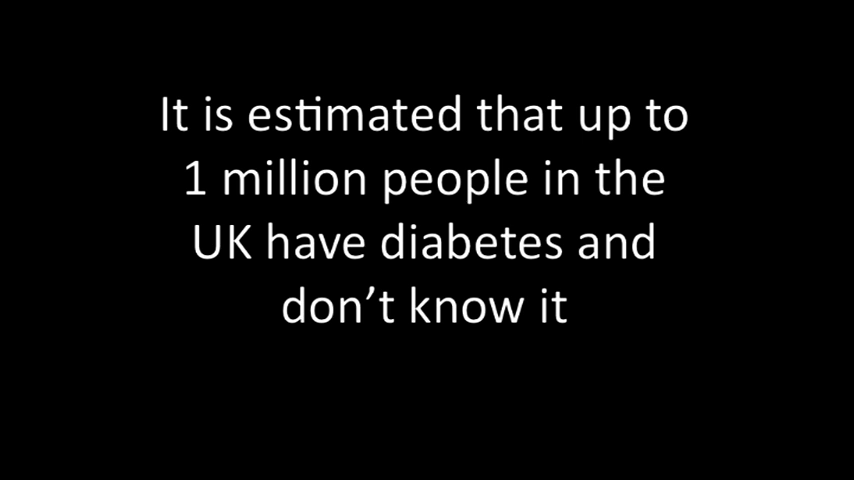 It is estimated that up to
1 million people in the
UK have diabetes and
don’t know it